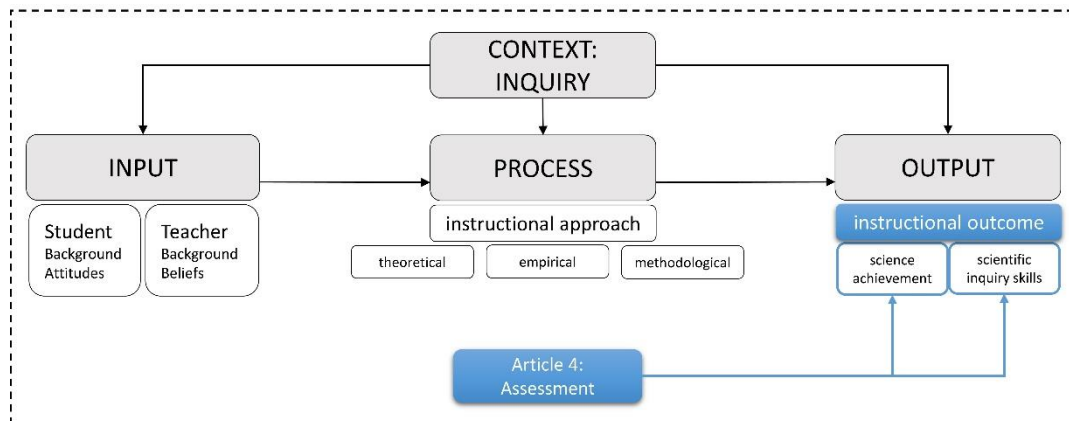 CONTEXT:
INQUIRY
INPUT
PROCESS
OUTPUT
Student
Background
Attitudes
Teacher
Background
Beliefs
instructional approach
theoretical
empirical
methodological
instructional outcome
science
achievement
scientific
inquiry skills
Article 4:
Assessment